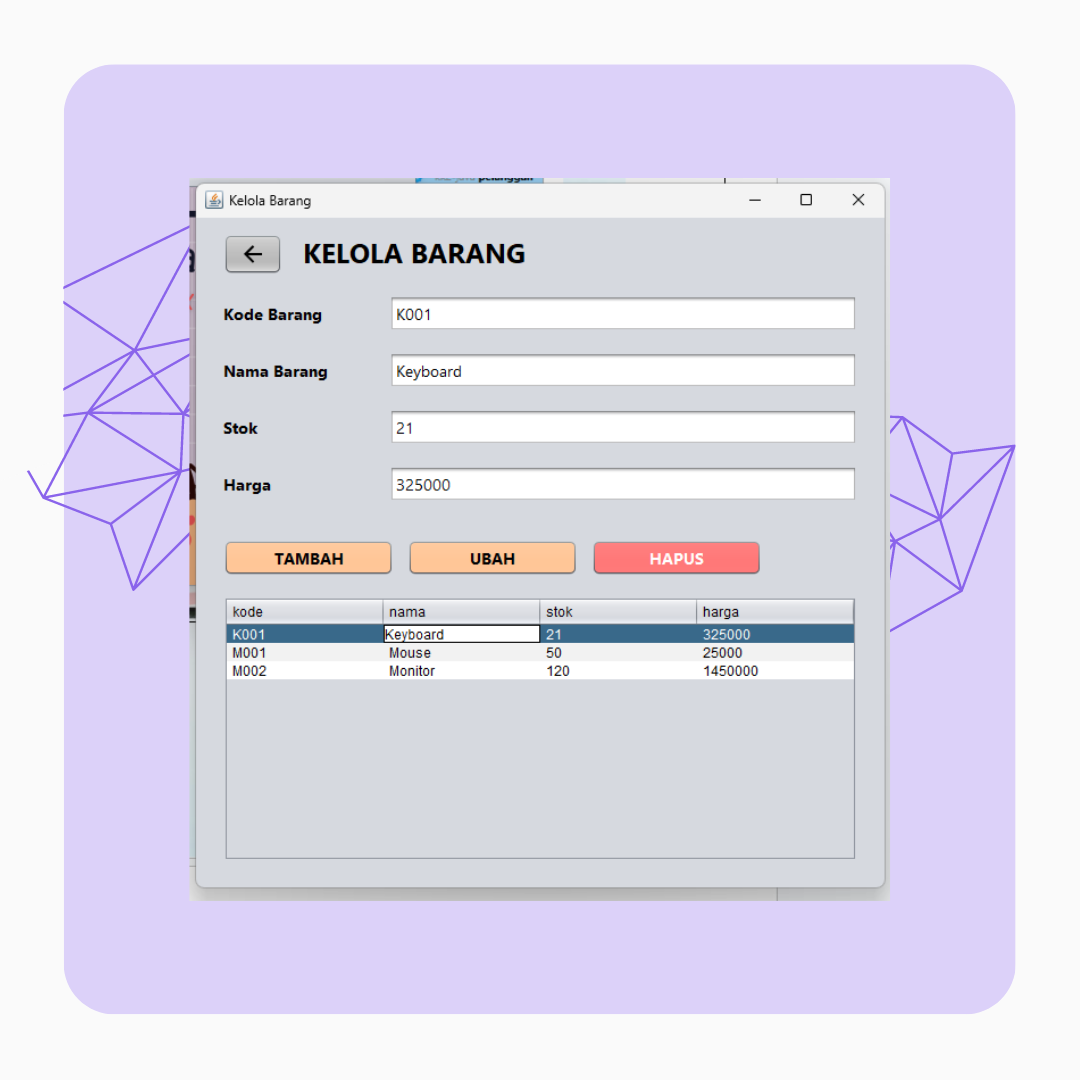 Kelola Barang
KELOLA BARANG
Kode Barang K001
Nama Barang Keyboard
Stok 21
Harga 325000
TAMBAH UBAH HAPUS
kode nama stok harga
K001 Keyboard 21 325000
M001 Mouse 50 25000
M002 Monitor 120 1450000